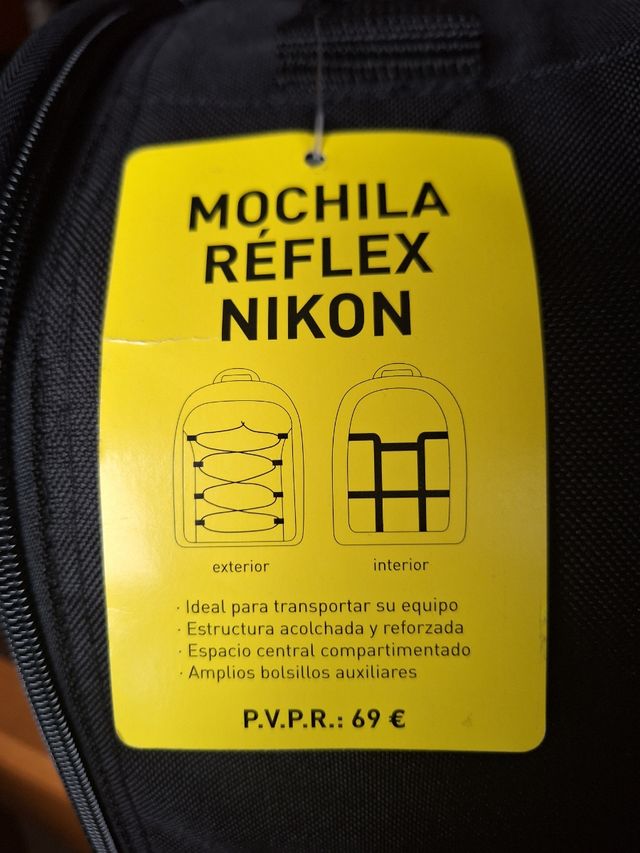 MOCHILA
RÉFLEX
NIKON
exterior interior
· Ideal para transportar su equipo
· Estructura acolchada y reforzada
· Espacio central compartimentado
· Amplios bolsillos auxiliares
P.V.P.R.: 69 €